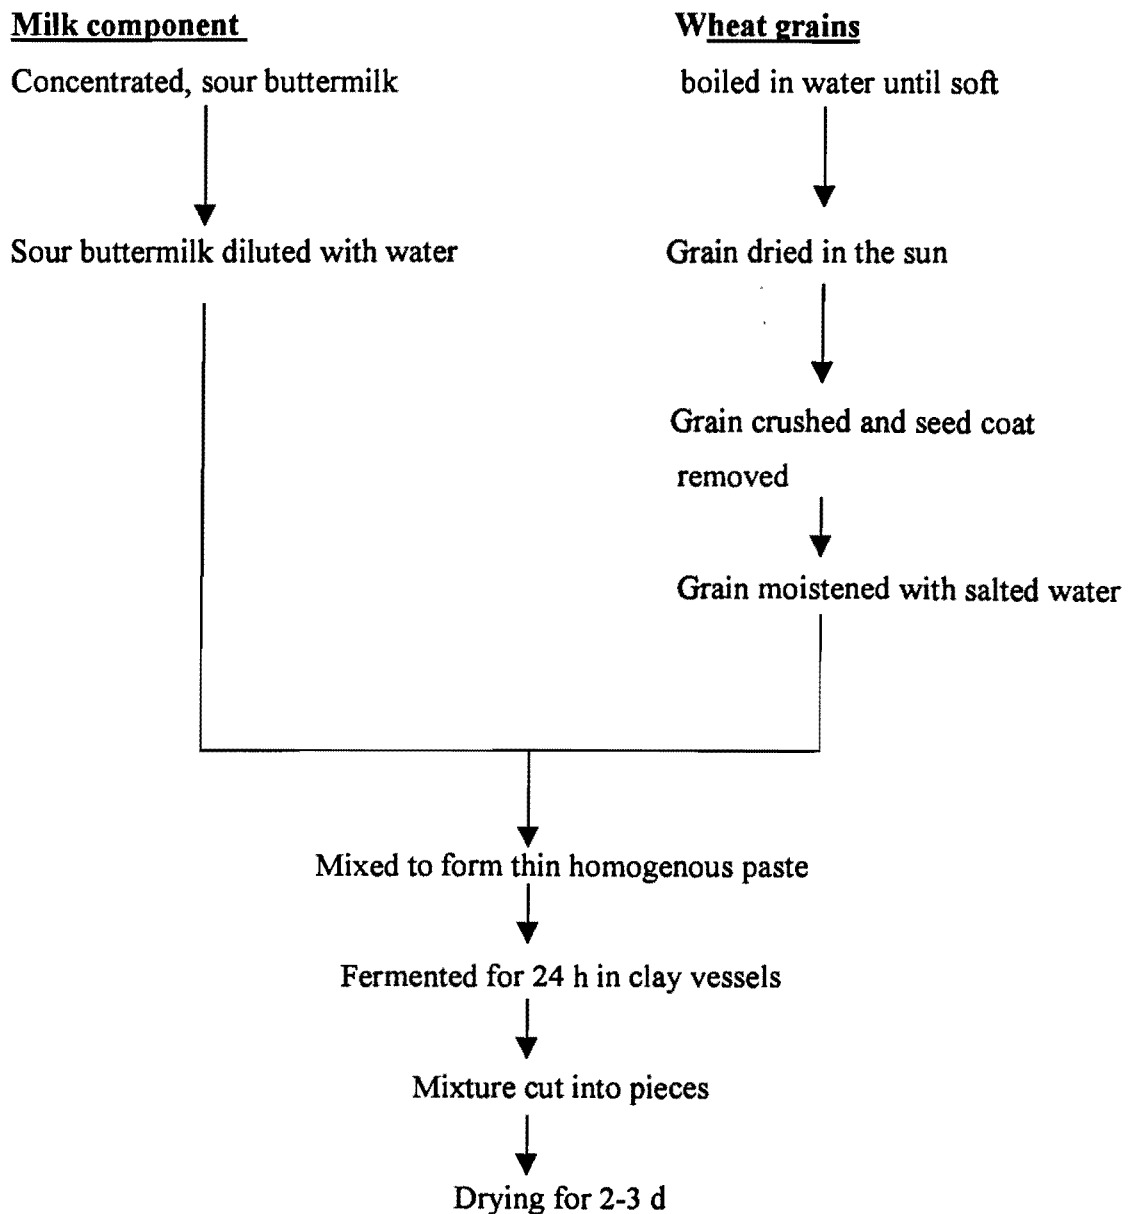 Milk component
Wheat grains
Concentrated, sour buttermilk
boiled in water until soft
Sour buttermilk diluted with water
Grain dried in the sun
Grain crushed and seed coat
removed
Grain moistened with salted water
Mixed to form thin homogenous paste
Fermented for 24 h in clay vessels
Mixture cut into pieces
Drying for 2-3 d